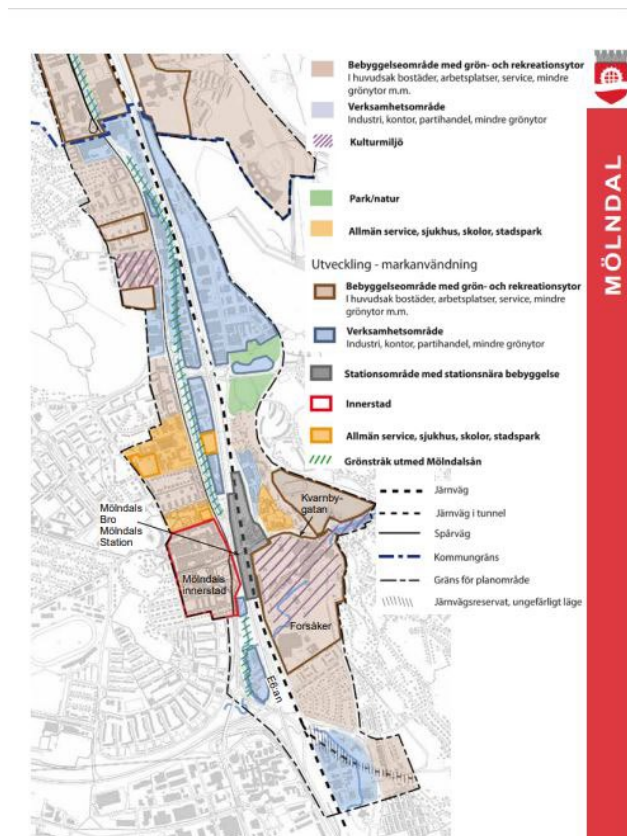 Bebyggelseområde med grön- och rekreationsytor
I huvudsak bostäder, arbetsplatser, service, mindre
grönytor m.m.
Verksamhetsområde
Industri, kontor, partihandel, mindre grönytor
Kulturmiljö
Park/natur
Allmän service, sjukhus, skolor, stadspark
Utveckling - markanvändning
Bebyggelseområde med grön- och rekreationsytor
I huvudsak bostäder, arbetsplatser, service, mindre
grönytor m.m.
Verksamhetsområde
Industri, kontor, partihandel, mindre grönytor
Stationsområde med stationsnära bebyggelse
Innerstad
Allmän service, sjukhus, skolor, stadspark
Grönstråk utmed Mölndalsån
Järnväg
Järnväg i tunnel
Spårväg
Kommungräns
Gräns för planområde
Järnvägsreservat, ungefärligt läge
Kvarnby-
gatan
Mölndals
Bro
Mölndals
Station
Mölndals
innerstad
Forsåker
E6:an
MÖLNDAL